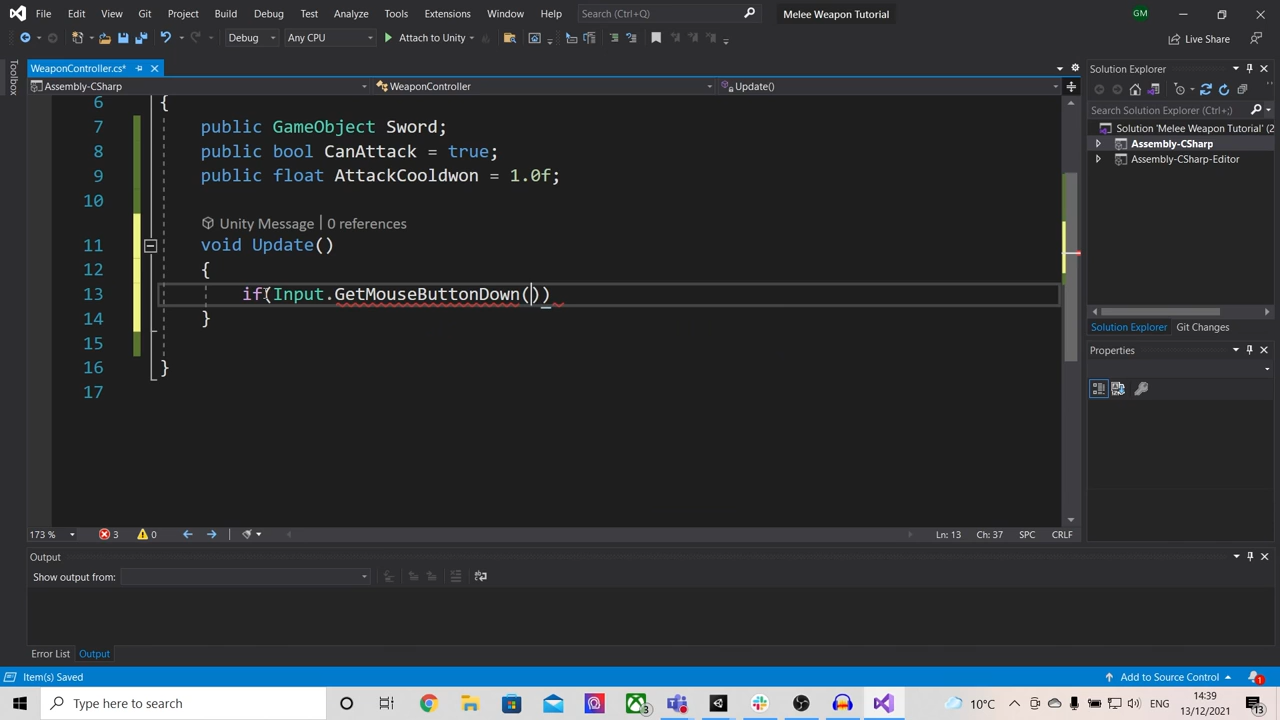 File Edit View Git Project Build Debug Test Analyze Tools Extensions Window Help Search (Ctrl+Q) Melee Weapon Tutorial GM
Debug Any CPU Attach to Unity Live Share
Toolbox
WeaponController.cs*
Assembly-CSharp WeaponController Update()
6 {
7 public GameObject Sword;
8 public bool CanAttack = true;
9 public float AttackCooldwon = 1.0f;
10
Unity Message | 0 references
11 void Update()
12 {
13 if(Input.GetMouseButtonDown())
14 }
15
16 }
17
173 % 3 0 Ln: 13 Ch: 37 SPC CRLF
Solution Explorer
Search Solution Explorer (Ctrl+;)
Solution 'Melee Weapon Tutorial' (2
Assembly-CSharp
Assembly-CSharp-Editor
Solution Explorer Git Changes
Properties
Output
Show output from:
Error List Output
Item(s) Saved Add to Source Control 1
Type here to search 3 10°C ENG 14:39
13/12/2021 13